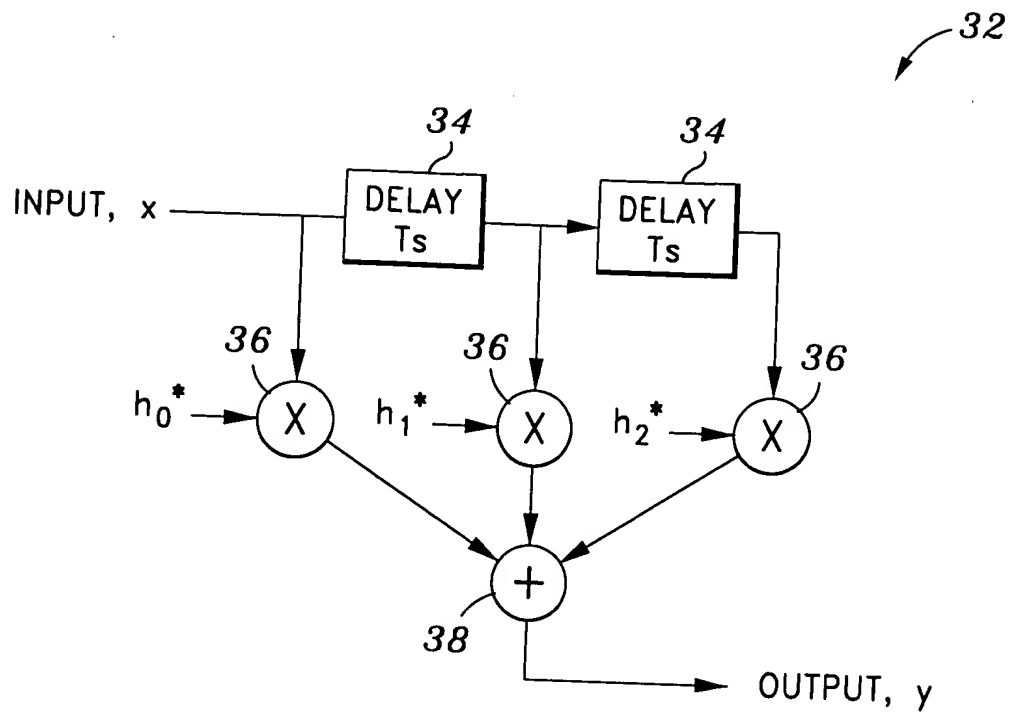 32
34
34
INPUT, x
DELAY
Ts
DELAY
Ts
36
36
36
h₀*
X
h₁*
X
h₂*
X
+
38
OUTPUT, y